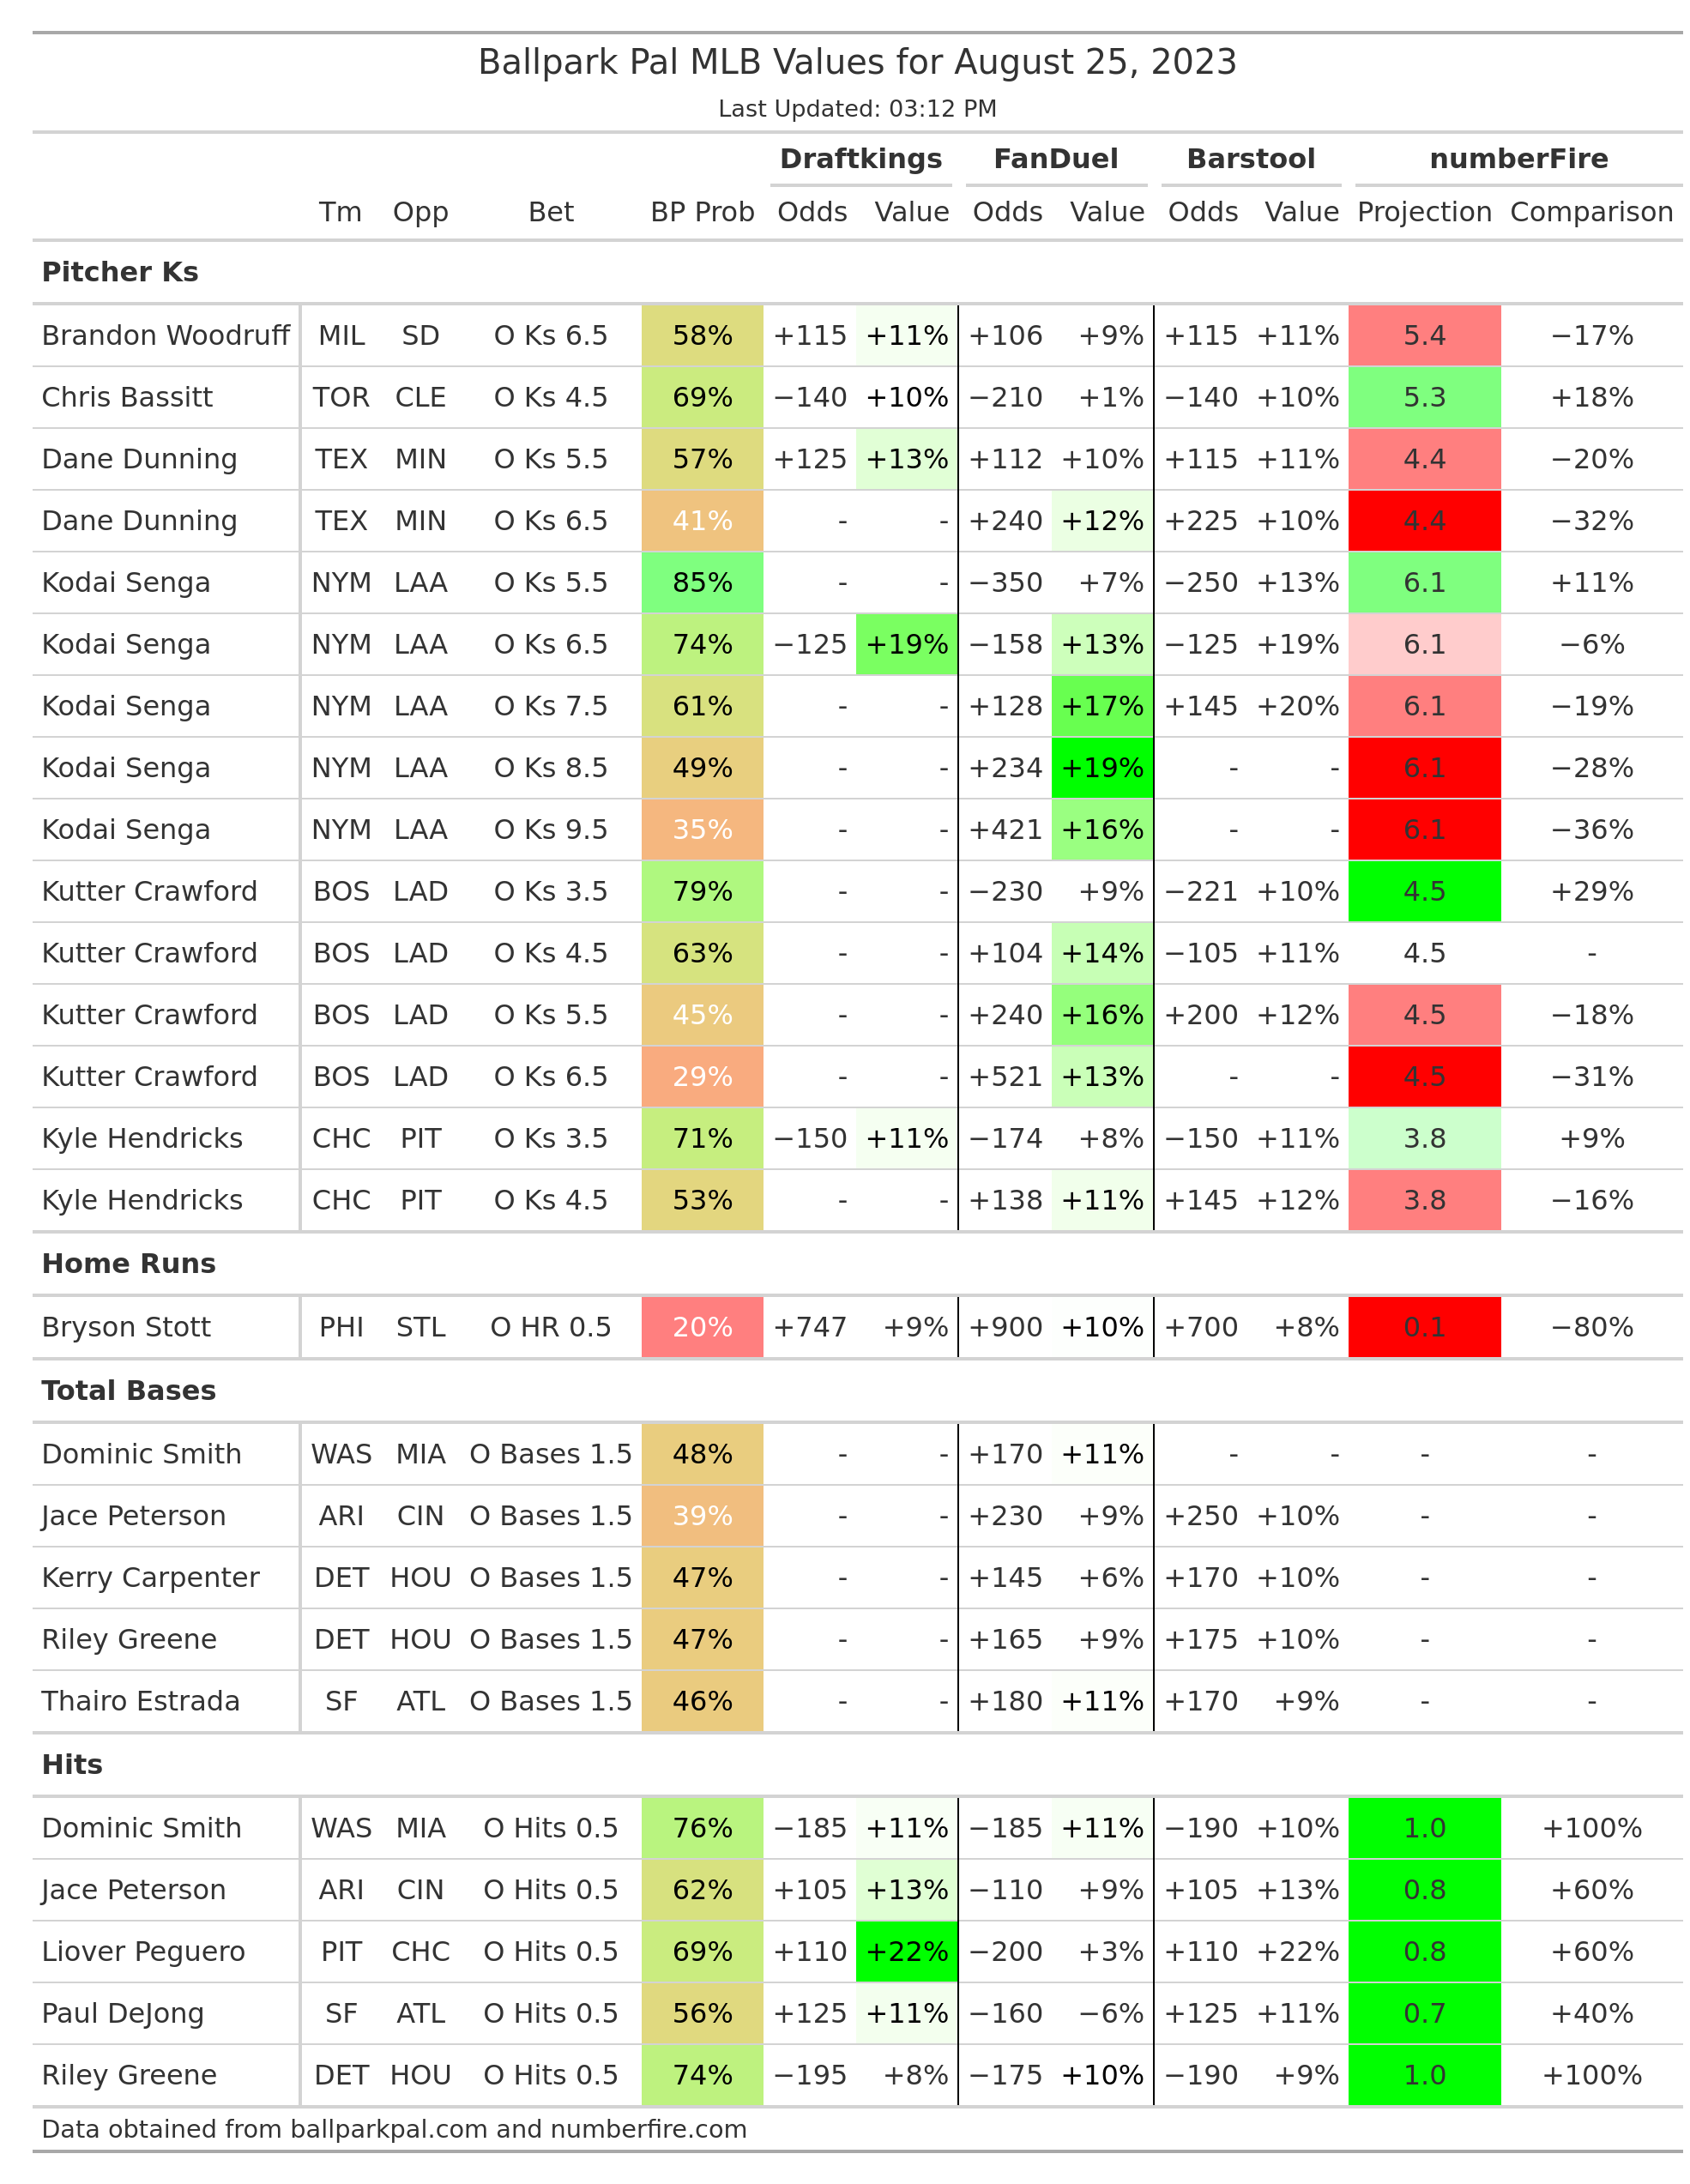 Ballpark Pal MLB Values for August 25, 2023
Last Updated: 03:12 PM
Draftkings FanDuel Barstool numberFire
Tm Opp Bet BP Prob Odds Value Odds Value Odds Value Projection Comparison
Pitcher Ks
Brandon Woodruff MIL SD O Ks 6.5 58% +115 +11% +106 +9% +115 +11% 5.4 −17%
Chris Bassitt TOR CLE O Ks 4.5 69% −140 +10% −210 +1% −140 +10% 5.3 +18%
Dane Dunning TEX MIN O Ks 5.5 57% +125 +13% +112 +10% +115 +11% 4.4 −20%
Dane Dunning TEX MIN O Ks 6.5 41% - - +240 +12% +225 +10% 4.4 −32%
Kodai Senga NYM LAA O Ks 5.5 85% - - −350 +7% −250 +13% 6.1 +11%
Kodai Senga NYM LAA O Ks 6.5 74% −125 +19% −158 +13% −125 +19% 6.1 −6%
Kodai Senga NYM LAA O Ks 7.5 61% - - +128 +17% +145 +20% 6.1 −19%
Kodai Senga NYM LAA O Ks 8.5 49% - - +234 +19% - - 6.1 −28%
Kodai Senga NYM LAA O Ks 9.5 35% - - +421 +16% - - 6.1 −36%
Kutter Crawford BOS LAD O Ks 3.5 79% - - −230 +9% −221 +10% 4.5 +29%
Kutter Crawford BOS LAD O Ks 4.5 63% - - +104 +14% −105 +11% 4.5 -
Kutter Crawford BOS LAD O Ks 5.5 45% - - +240 +16% +200 +12% 4.5 −18%
Kutter Crawford BOS LAD O Ks 6.5 29% - - +521 +13% - - 4.5 −31%
Kyle Hendricks CHC PIT O Ks 3.5 71% −150 +11% −174 +8% −150 +11% 3.8 +9%
Kyle Hendricks CHC PIT O Ks 4.5 53% - - +138 +11% +145 +12% 3.8 −16%
Home Runs
Bryson Stott PHI STL O HR 0.5 20% +747 +9% +900 +10% +700 +8% 0.1 −80%
Total Bases
Dominic Smith WAS MIA O Bases 1.5 48% - - +170 +11% - - - -
Jace Peterson ARI CIN O Bases 1.5 39% - - +230 +9% +250 +10% - -
Kerry Carpenter DET HOU O Bases 1.5 47% - - +145 +6% +170 +10% - -
Riley Greene DET HOU O Bases 1.5 47% - - +165 +9% +175 +10% - -
Thairo Estrada SF ATL O Bases 1.5 46% - - +180 +11% +170 +9% - -
Hits
Dominic Smith WAS MIA O Hits 0.5 76% −185 +11% −185 +11% −190 +10% 1.0 +100%
Jace Peterson ARI CIN O Hits 0.5 62% +105 +13% −110 +9% +105 +13% 0.8 +60%
Liover Peguero PIT CHC O Hits 0.5 69% +110 +22% −200 +3% +110 +22% 0.8 +60%
Paul DeJong SF ATL O Hits 0.5 56% +125 +11% −160 −6% +125 +11% 0.7 +40%
Riley Greene DET HOU O Hits 0.5 74% −195 +8% −175 +10% −190 +9% 1.0 +100%
Data obtained from ballparkpal.com and numberfire.com